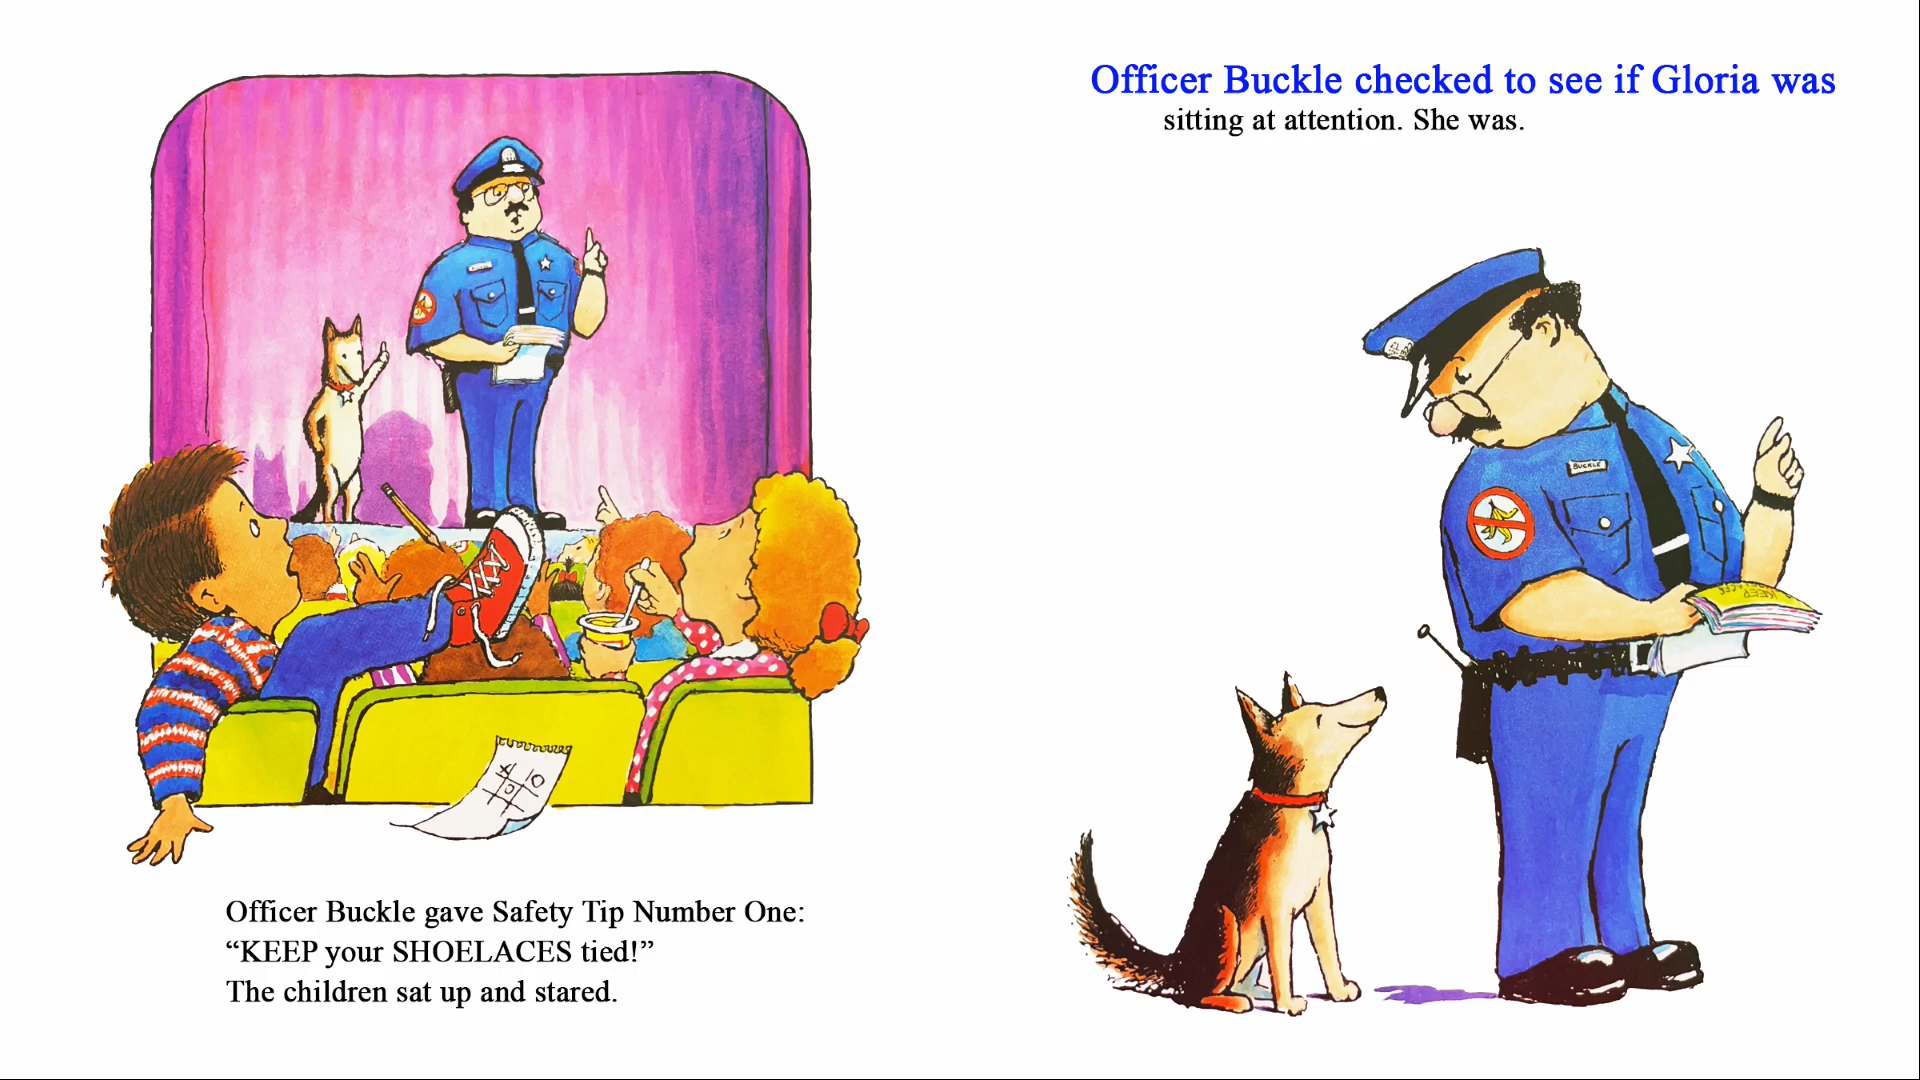 Officer Buckle gave Safety Tip Number One:
“KEEP your SHOELACES tied!”
The children sat up and stared.
Officer Buckle checked to see if Gloria was
sitting at attention. She was.
BUCKLE
KEEP